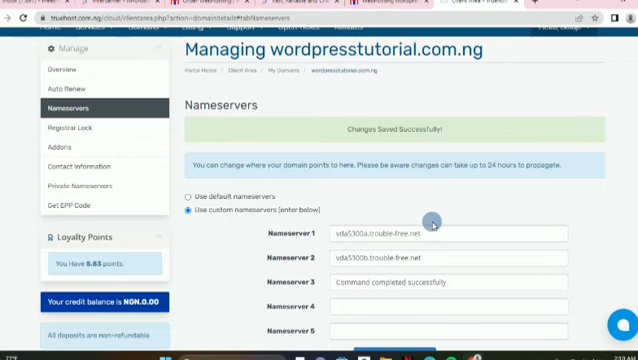 truehost.com.ng/cloud/clientarea.php?action=domaindetails#tabNameservers
Manage
Overview
Auto Renew
Nameservers
Registrar Lock
Addons
Contact Information
Private Nameservers
Get EPP Code
Loyalty Points
You Have 5.83 points.
Your credit balance is NGN.0.00
All deposits are non-refundable
Managing wordpresstutorial.com.ng
Portal Home / Client Area / My Domains / wordpresstutorial.com.ng
Nameservers
Changes Saved Successfully!
You can change where your domain points to here. Please be aware changes can take up to 24 hours to propagate.
Use default nameservers
Use custom nameservers (enter below)
Nameserver 1 vda5300a.trouble-free.net
Nameserver 2 vda5300b.trouble-free.net
Nameserver 3 Command completed successfully
Nameserver 4
Nameserver 5